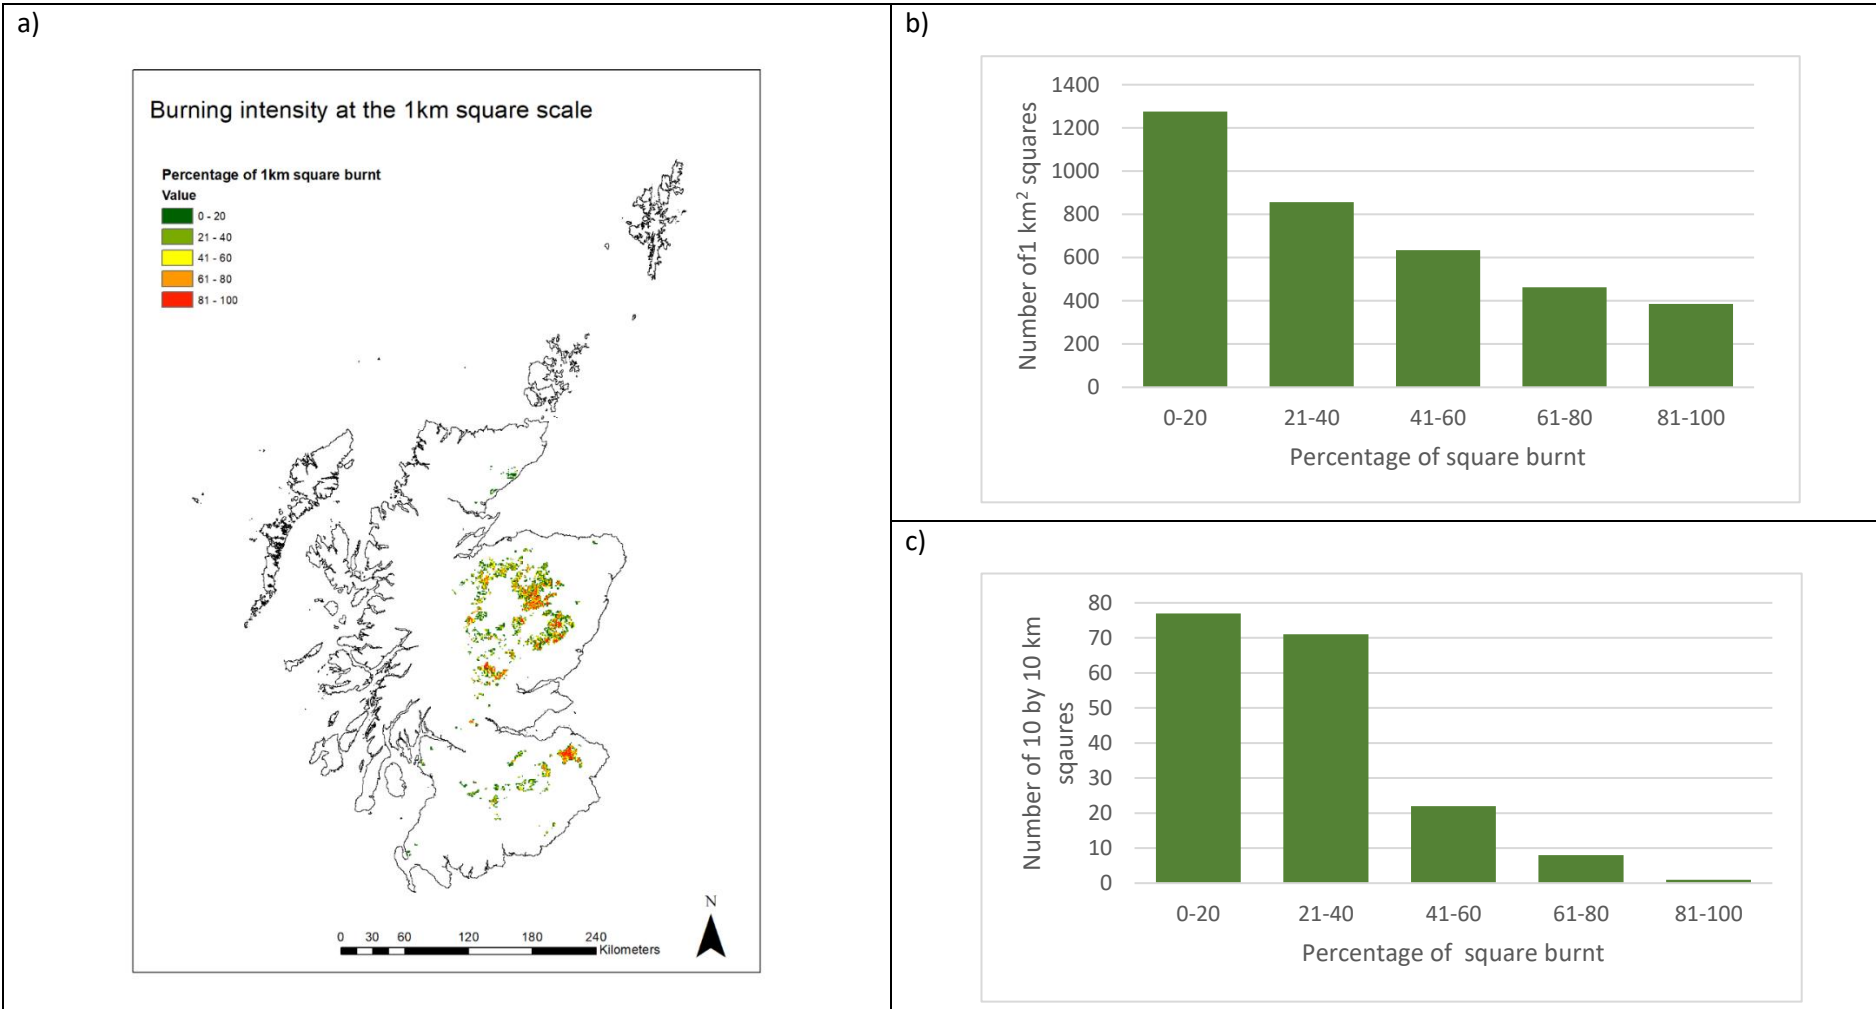 a)
Burning intensity at the 1km square scale
Percentage of 1km square burnt
Value
0 - 20
21 - 40
41 - 60
61 - 80
81 - 100
N
0 30 60 120 180 240
Kilometers
b)
Number of1 km² squares
1400
1200
1000
800
600
400
200
0
0-20 21-40 41-60 61-80 81-100
Percentage of square burnt
c)
Number of 10 by 10 km
sqaures
80
70
60
50
40
30
20
10
0
0-20 21-40 41-60 61-80 81-100
Percentage of  square burnt